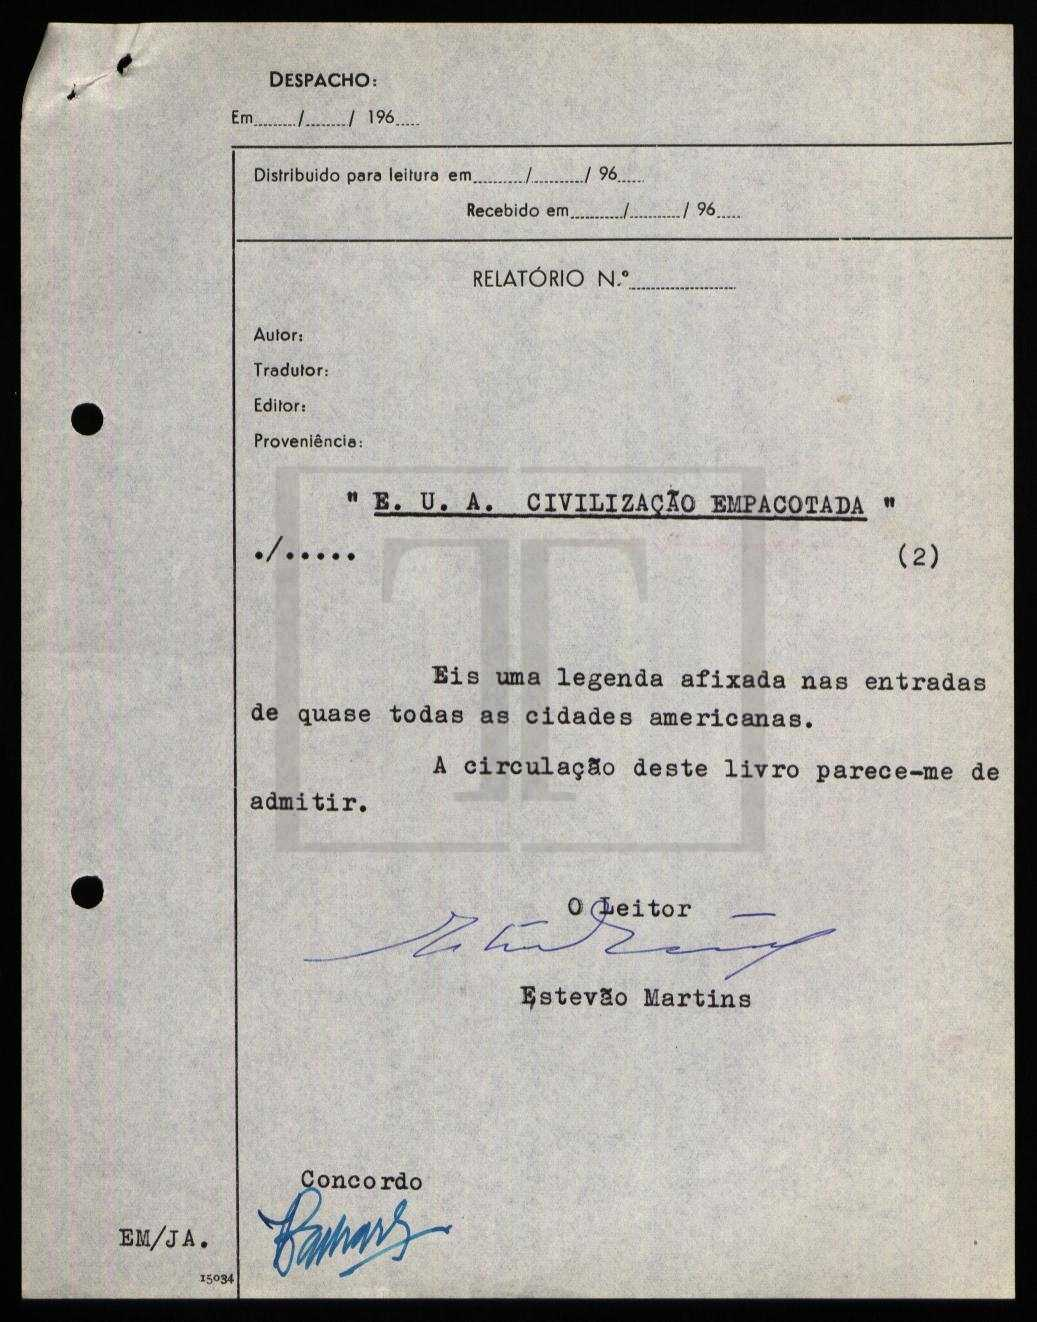 DESPACHO:
Em......../......../ 196.....
Distribuido para leitura em........../........../ 96.....
Recebido em........../........../ 96.....
RELATÓRIO N.º....................
Autor:
Tradutor:
Editor:
Proveniência:
" E. U. A. CIVILIZAÇÃO EMPACOTADA "
./..... (2)
Eis uma legenda afixada nas entradas
de quase todas as cidades americanas.
A circulação deste livro parece-me de
admitir.
O Leitor
Estevão Martins
Concordo
EM/JA.
15034